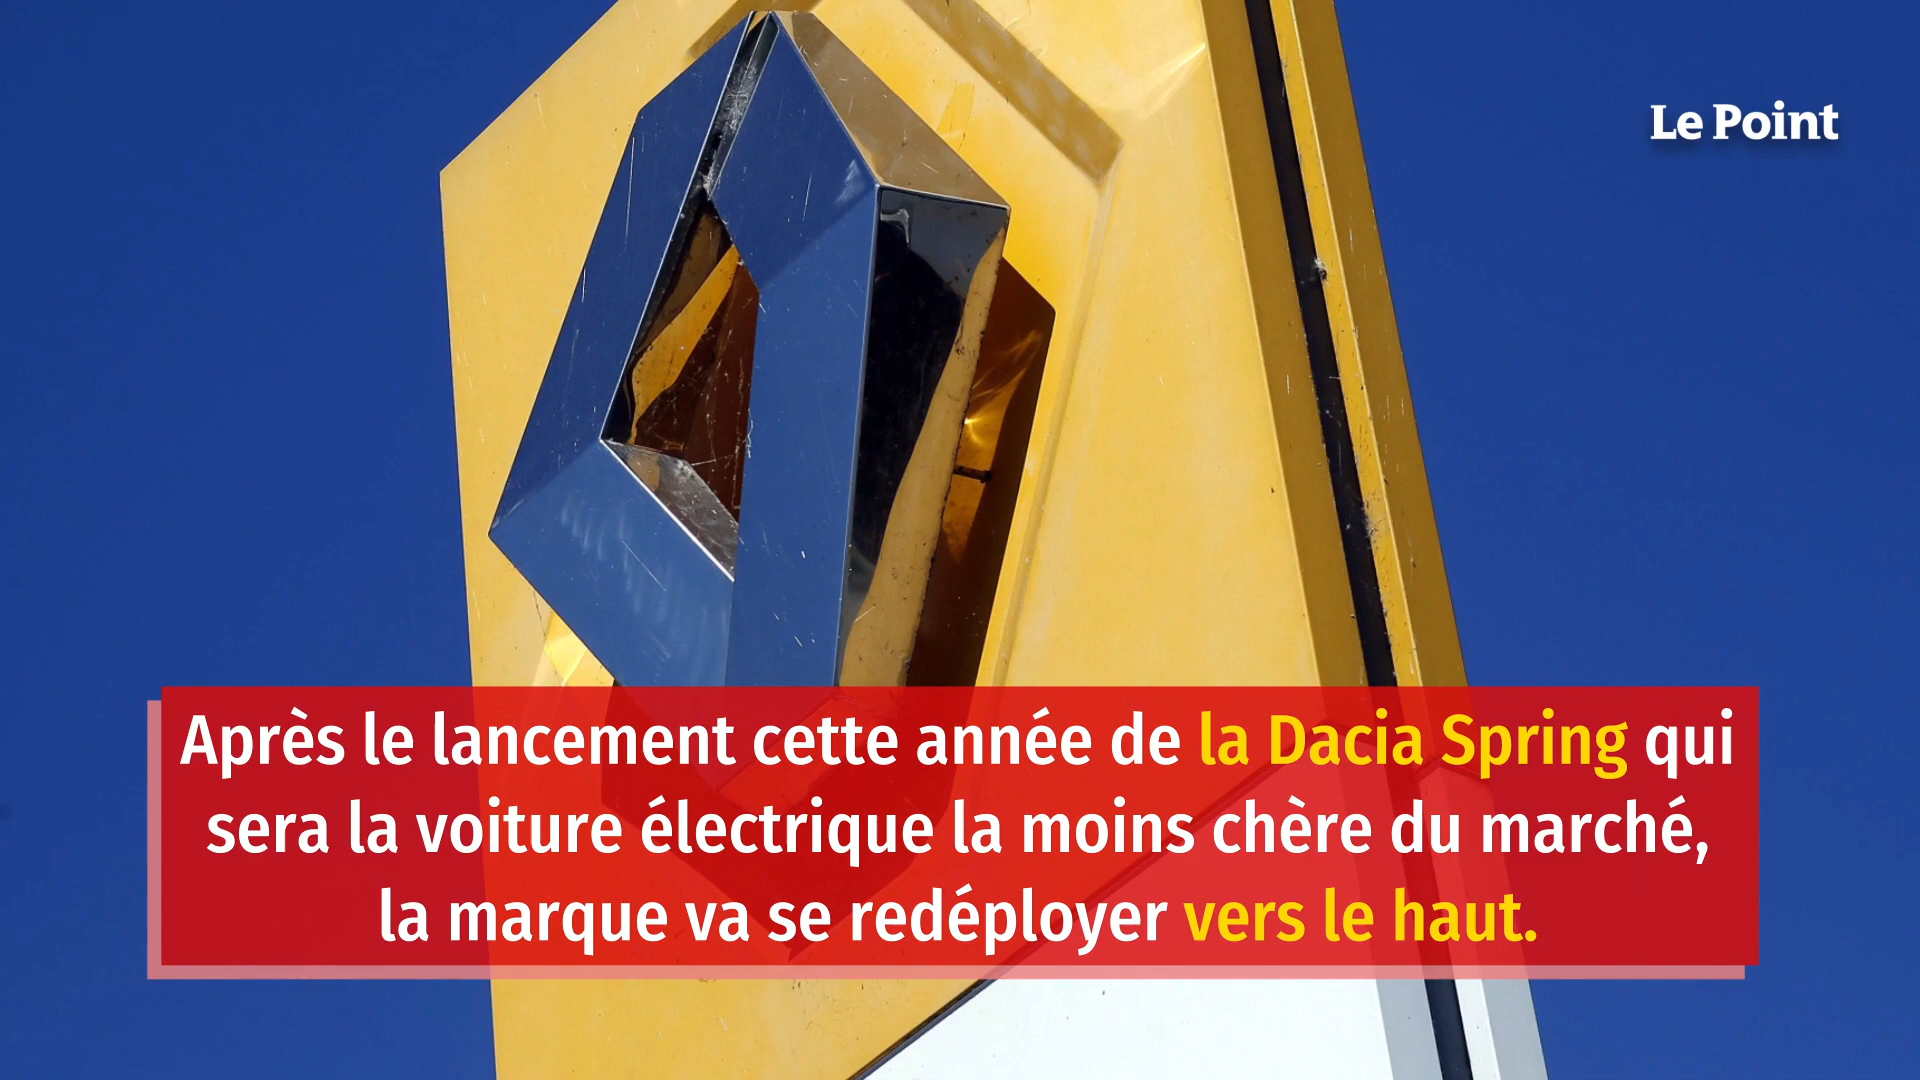 Le Point
Après le lancement cette année de la Dacia Spring qui
sera la voiture électrique la moins chère du marché,
la marque va se redéployer vers le haut.